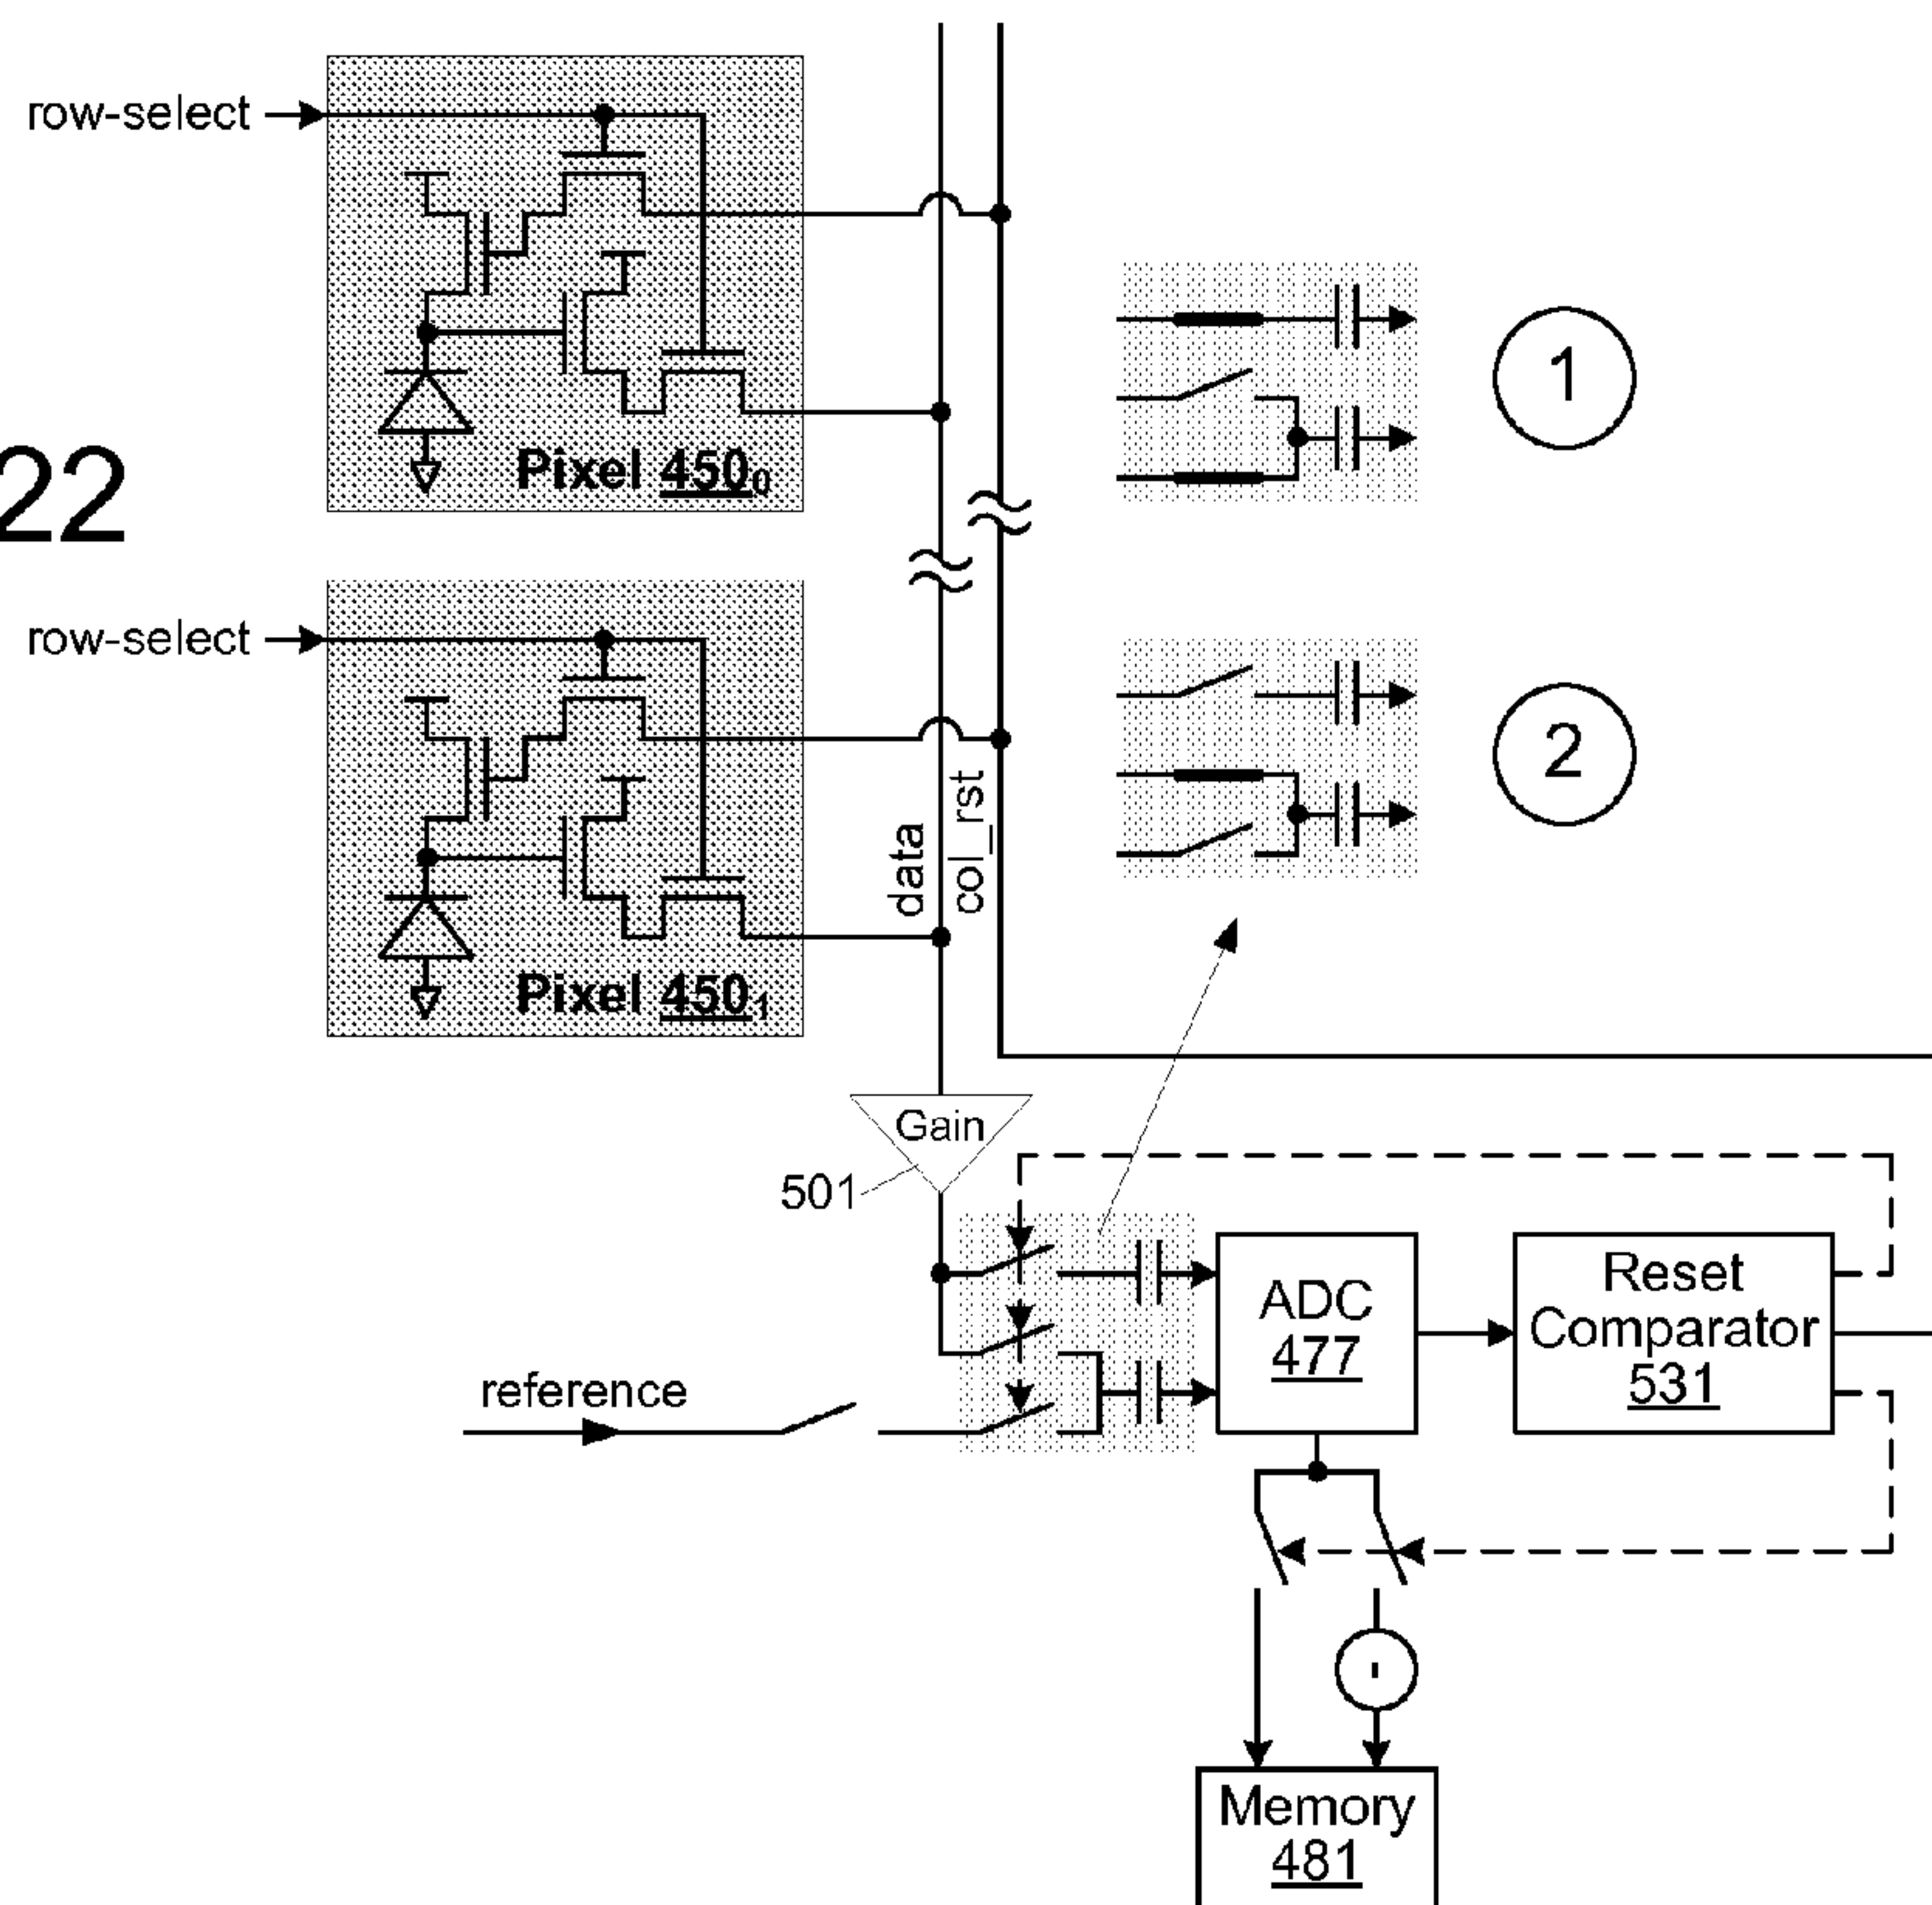 row-select
Pixel 450₀
1
22
row-select
2
data
col_rst
Pixel 450₁
Gain
501
Reset
Comparator
531
ADC
477
reference
-
Memory
481